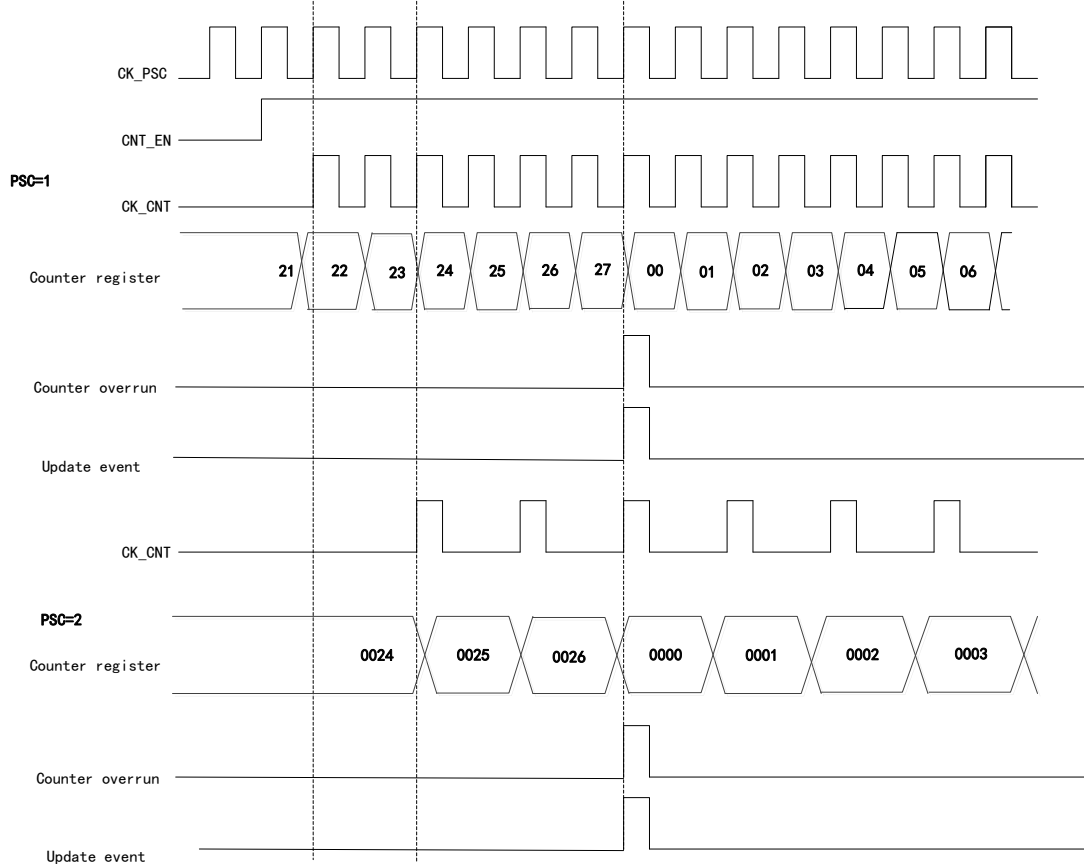 CK_PSC
CNT_EN
PSC=1
CK_CNT
Counter register 21 22 23 24 25 26 27 00 01 02 03 04 05 06
Counter overrun
Update event
CK_CNT
PSC=2
Counter register 0024 0025 0026 0000 0001 0002 0003
Counter overrun
Update event